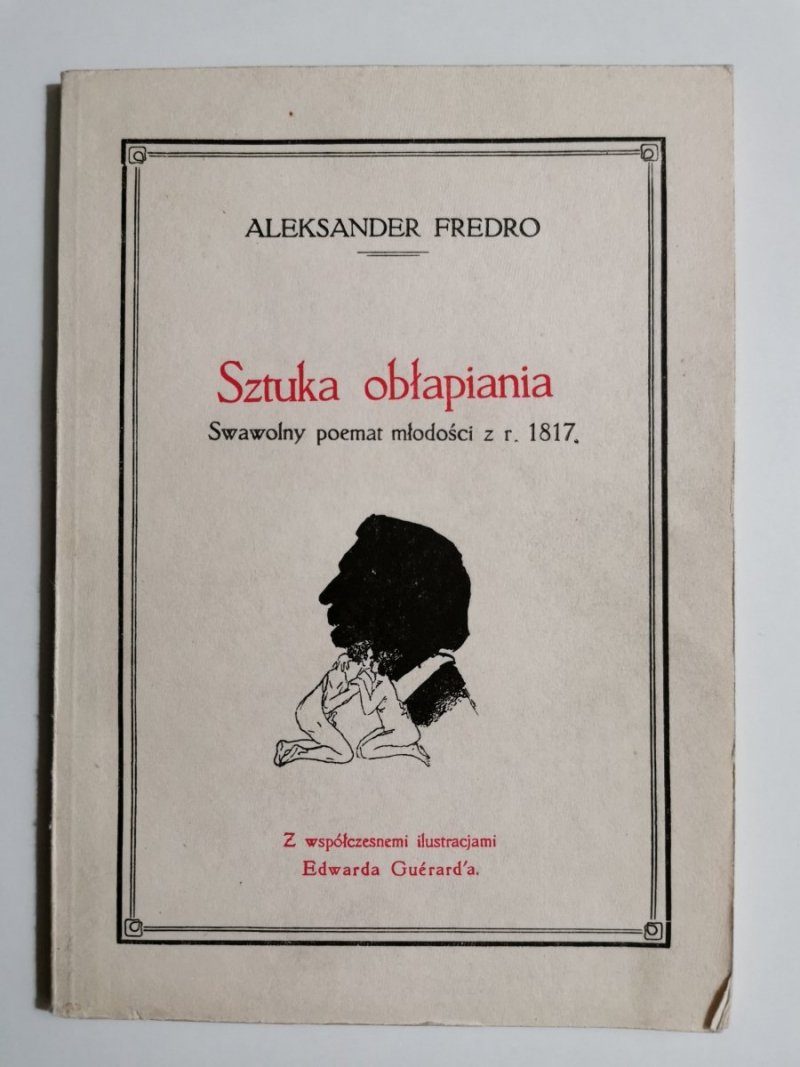 ALEKSANDER FREDRO
Sztuka obłapiania
Swawolny poemat młodości z r. 1817.
Z współczesnemi ilustracjami
Edwarda Guérard'a.